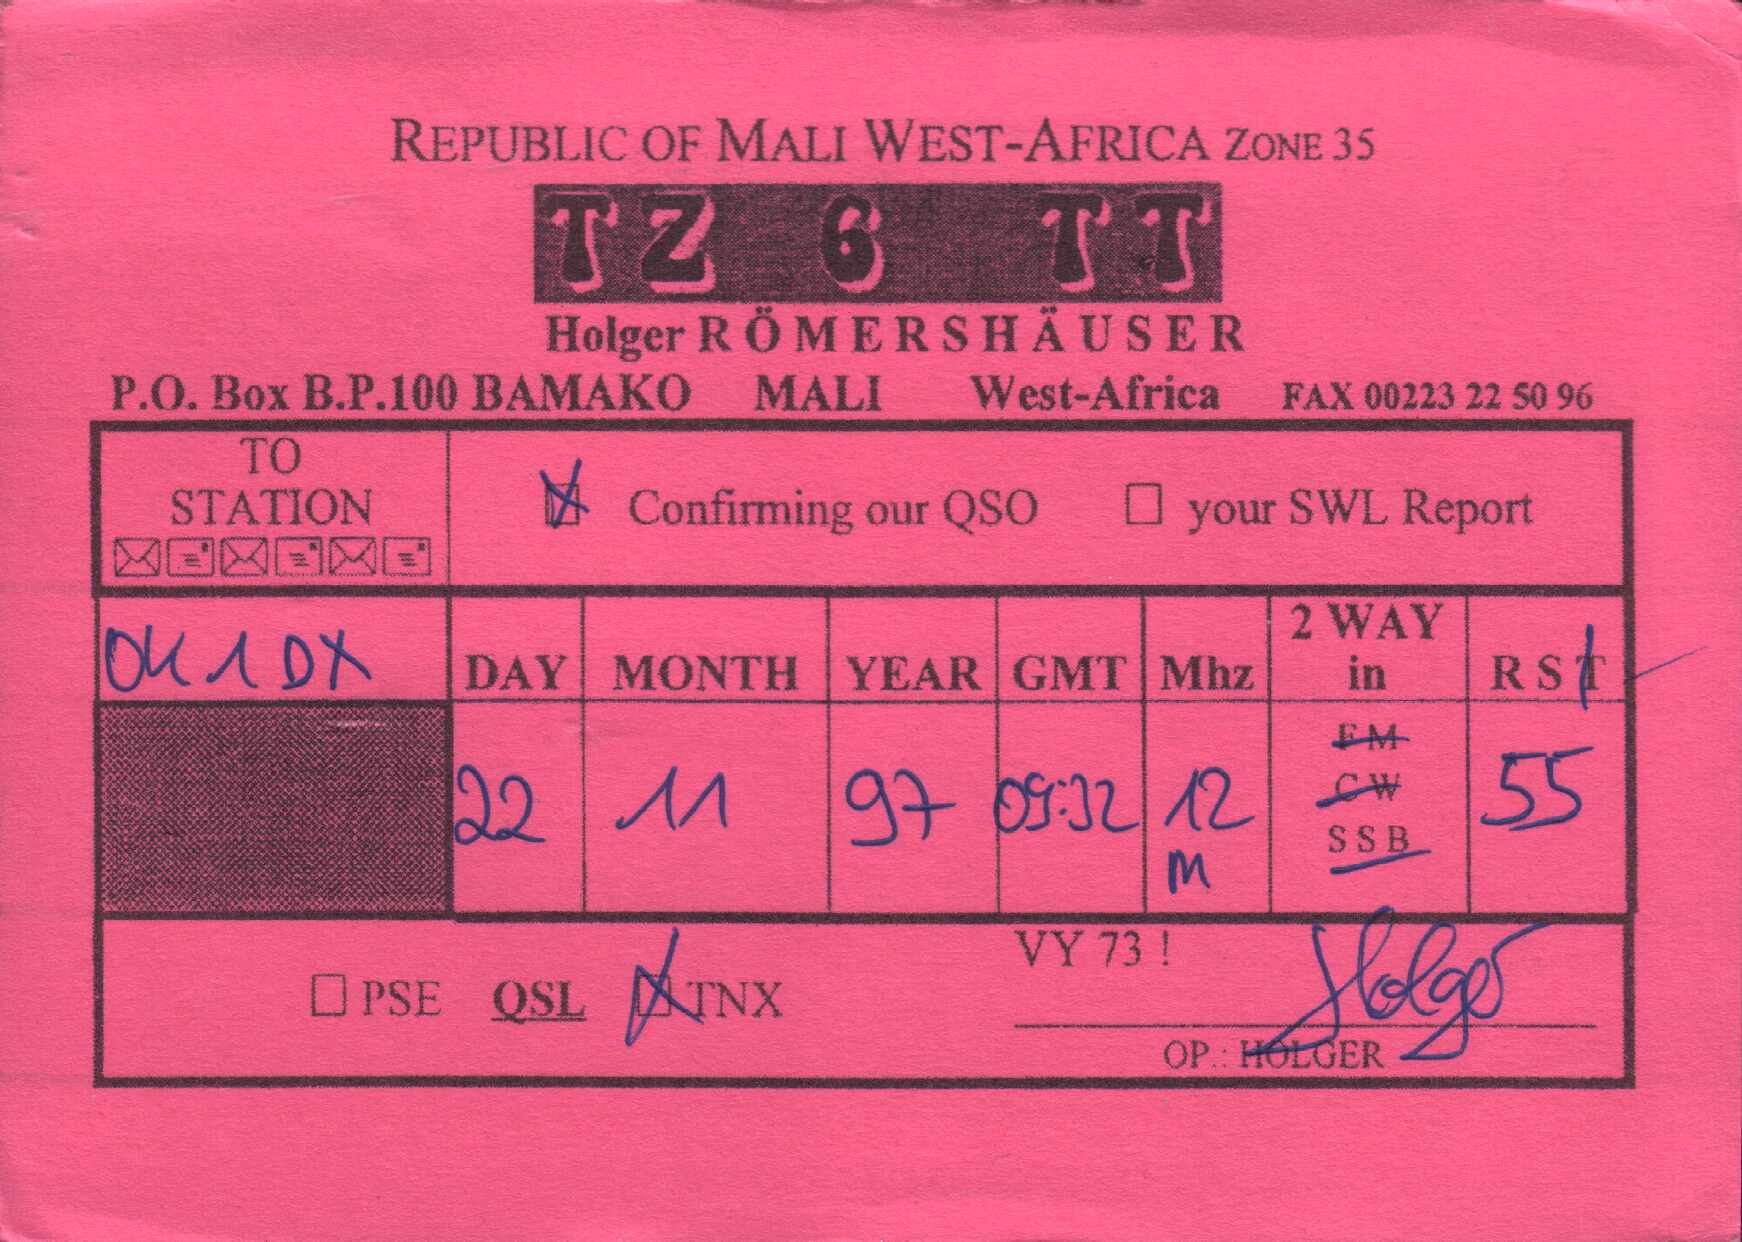 REPUBLIC OF MALI WEST-AFRICA ZONE 35
TZ 6 TT
Holger RÖMERSHÄUSER
P.O. Box B.P.100 BAMAKO MALI West-Africa FAX 00223 22 50 96
TO
STATION
Confirming our QSO your SWL Report
OK1DX
DAY MONTH YEAR GMT Mhz 2 WAY in RST
22 11 97 09:32 12 M FM CW SSB 55
PSE QSL TNX
VY 73 !
Holger
OP.: HOLGER